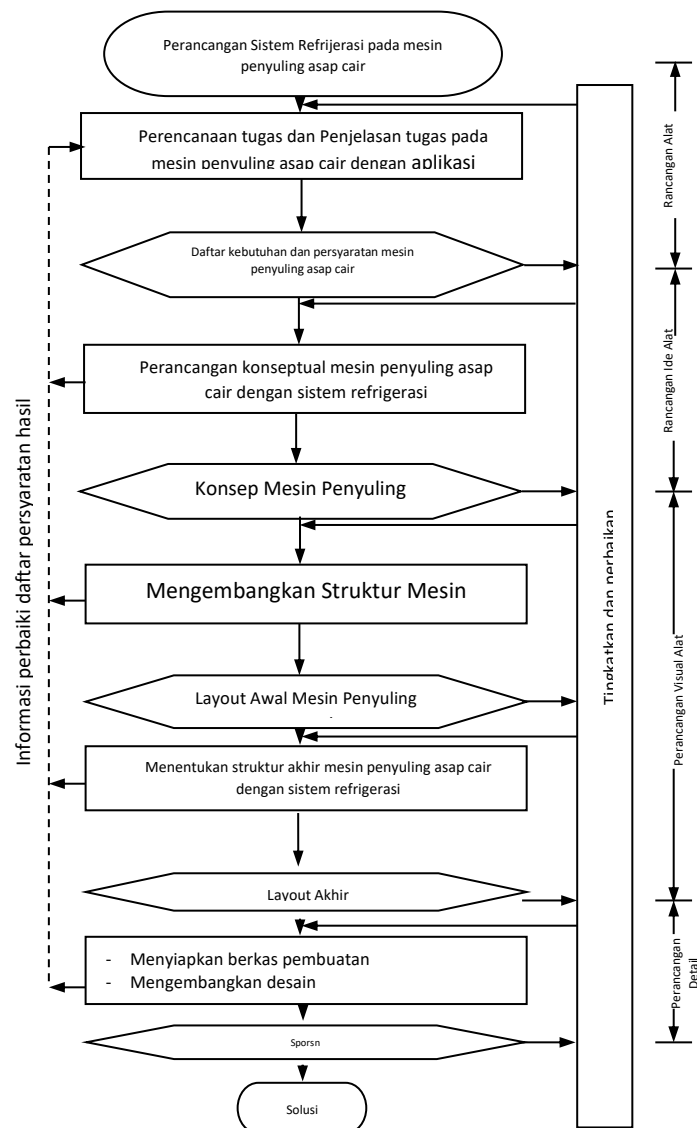 Perancangan Sistem Refrijerasi pada mesin
penyuling asap cair
Perencanaan tugas dan Penjelasan tugas pada
mesin penyuling asap cair dengan aplikasi
Daftar kebutuhan dan persyaratan mesin
penyuling asap cair
Perancangan konseptual mesin penyuling asap
cair dengan sistem refrigerasi
Konsep Mesin Penyuling
Mengembangkan Struktur Mesin
Layout Awal Mesin Penyuling
Menentukan struktur akhir mesin penyuling asap cair
dengan sistem refrigerasi
Layout Akhir
- Menyiapkan berkas pembuatan
- Mengembangkan desain
Sporsn
Solusi
Informasi perbaiki daftar persyaratan hasil
Tingkatkan dan perbaikan
Rancangan Alat
Rancangan Ide Alat
Perancangan Visual Alat
Perancangan
Detail